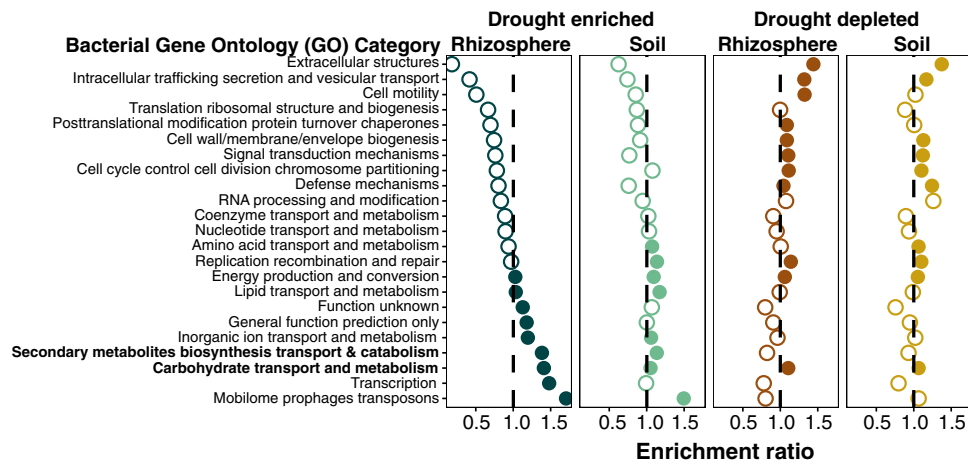 Drought enriched Drought depleted
Bacterial Gene Ontology (GO) Category Rhizosphere Soil Rhizosphere Soil
Extracellular structures
Intracellular trafficking secretion and vesicular transport
Cell motility
Translation ribosomal structure and biogenesis
Posttranslational modification protein turnover chaperones
Cell wall/membrane/envelope biogenesis
Signal transduction mechanisms
Cell cycle control cell division chromosome partitioning
Defense mechanisms
RNA processing and modification
Coenzyme transport and metabolism
Nucleotide transport and metabolism
Amino acid transport and metabolism
Replication recombination and repair
Energy production and conversion
Lipid transport and metabolism
Function unknown
General function prediction only
Inorganic ion transport and metabolism
Secondary metabolites biosynthesis transport & catabolism
Carbohydrate transport and metabolism
Transcription
Mobilome prophages transposons
0.5 1.0 1.5 0.5 1.0 1.5 0.5 1.0 1.5 0.5 1.0 1.5
Enrichment ratio